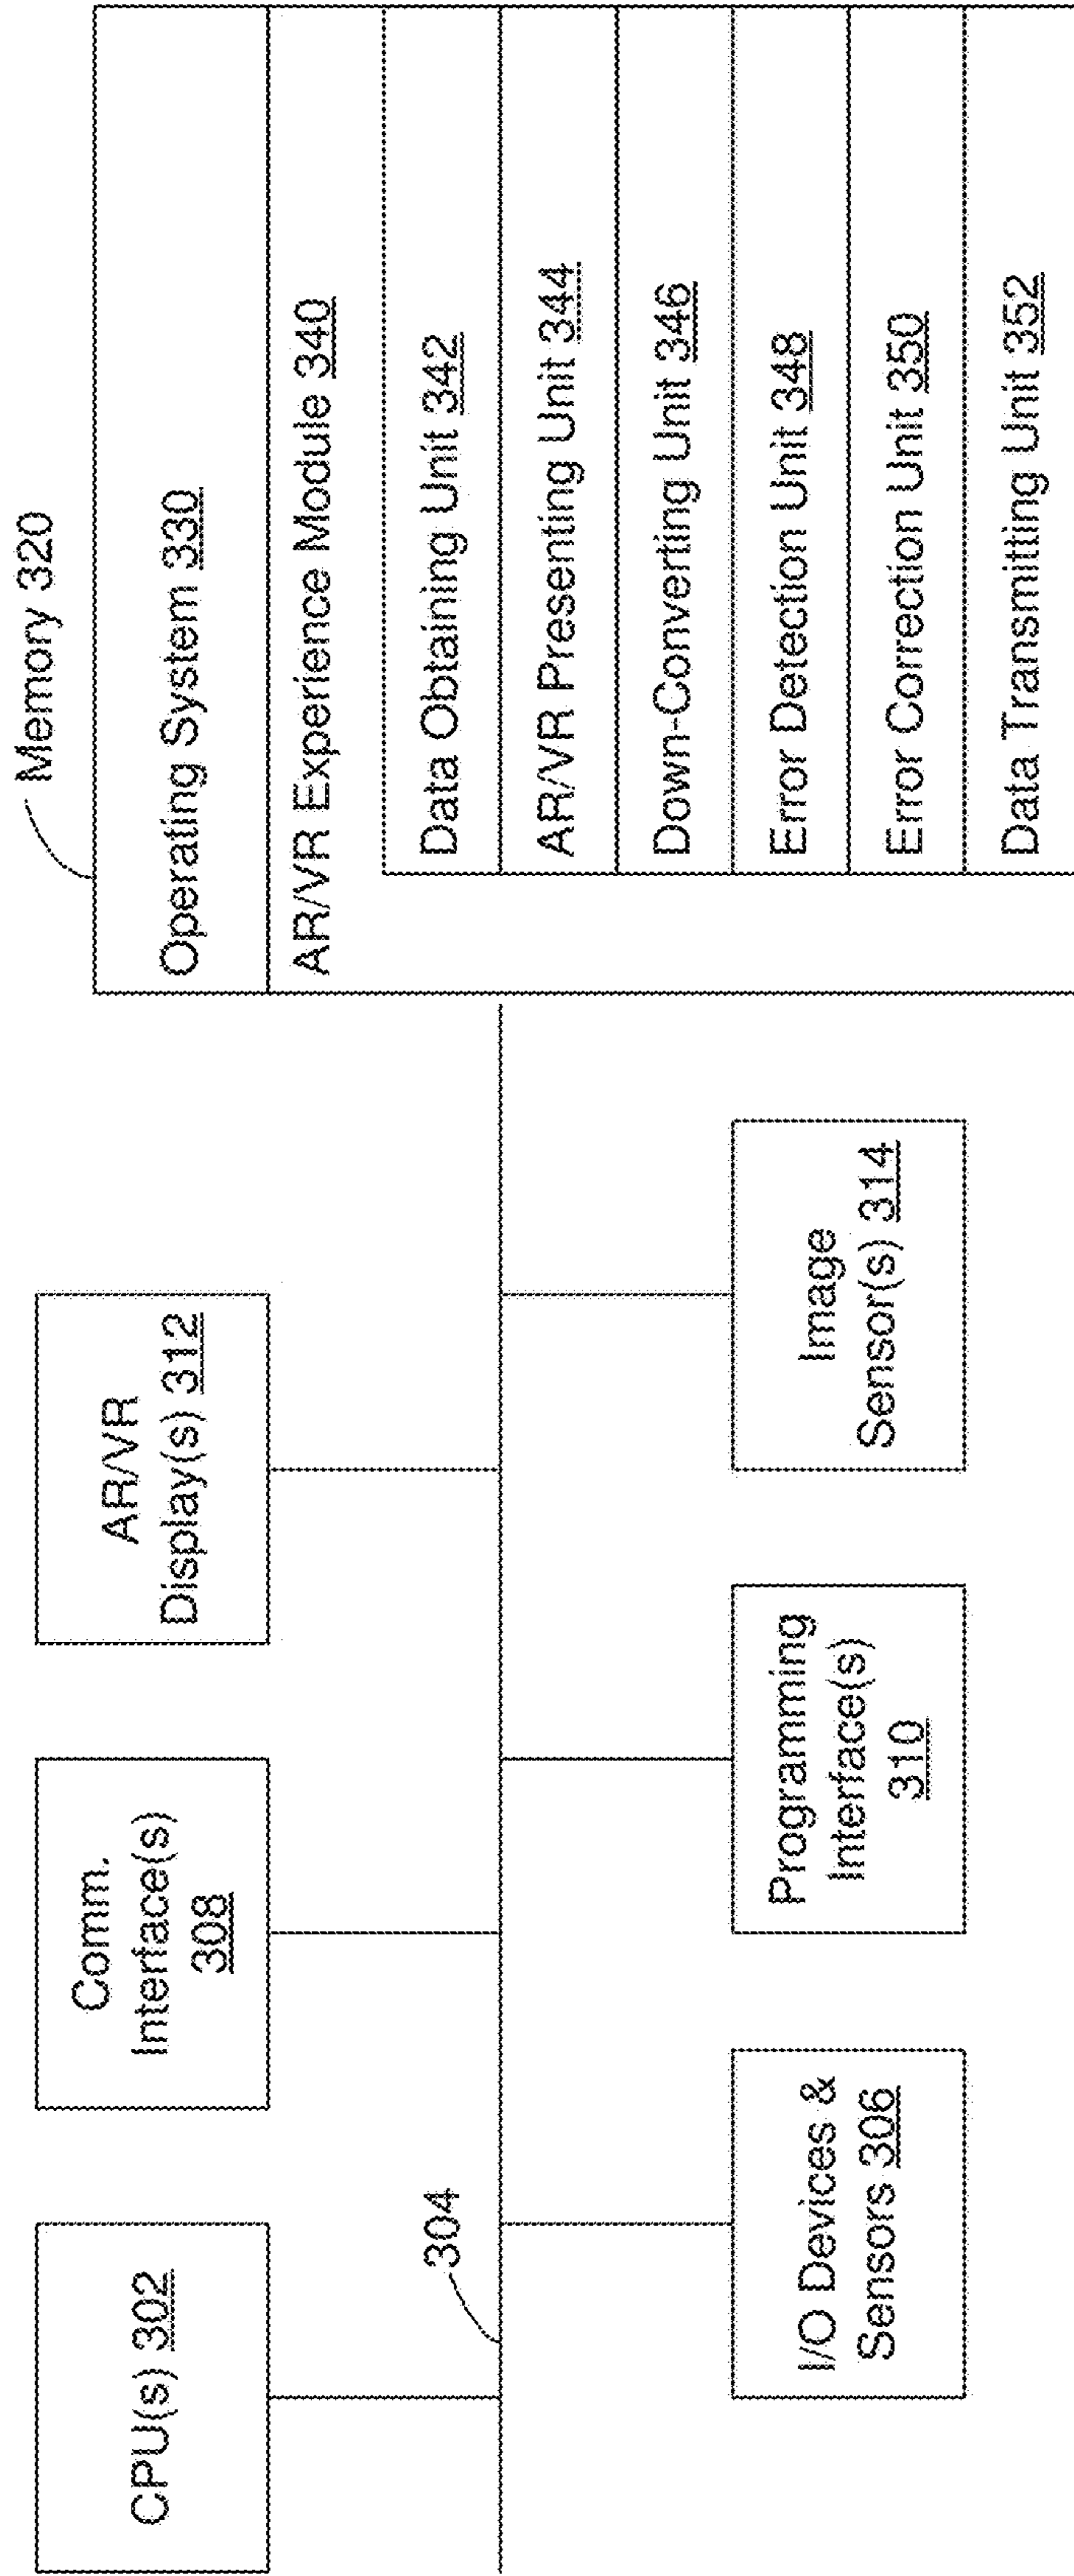 CPU(s) 302
Comm.
Interface(s)
308
AR/VR
Display(s) 312
304
I/O Devices &
Sensors 306
Programming
Interface(s)
310
Image
Sensor(s) 314
Memory 320
Operating System 330
AR/VR Experience Module 340
Data Obtaining Unit 342
AR/VR Presenting Unit 344
Down-Converting Unit 346
Error Detection Unit 348
Error Correction Unit 350
Data Transmitting Unit 352